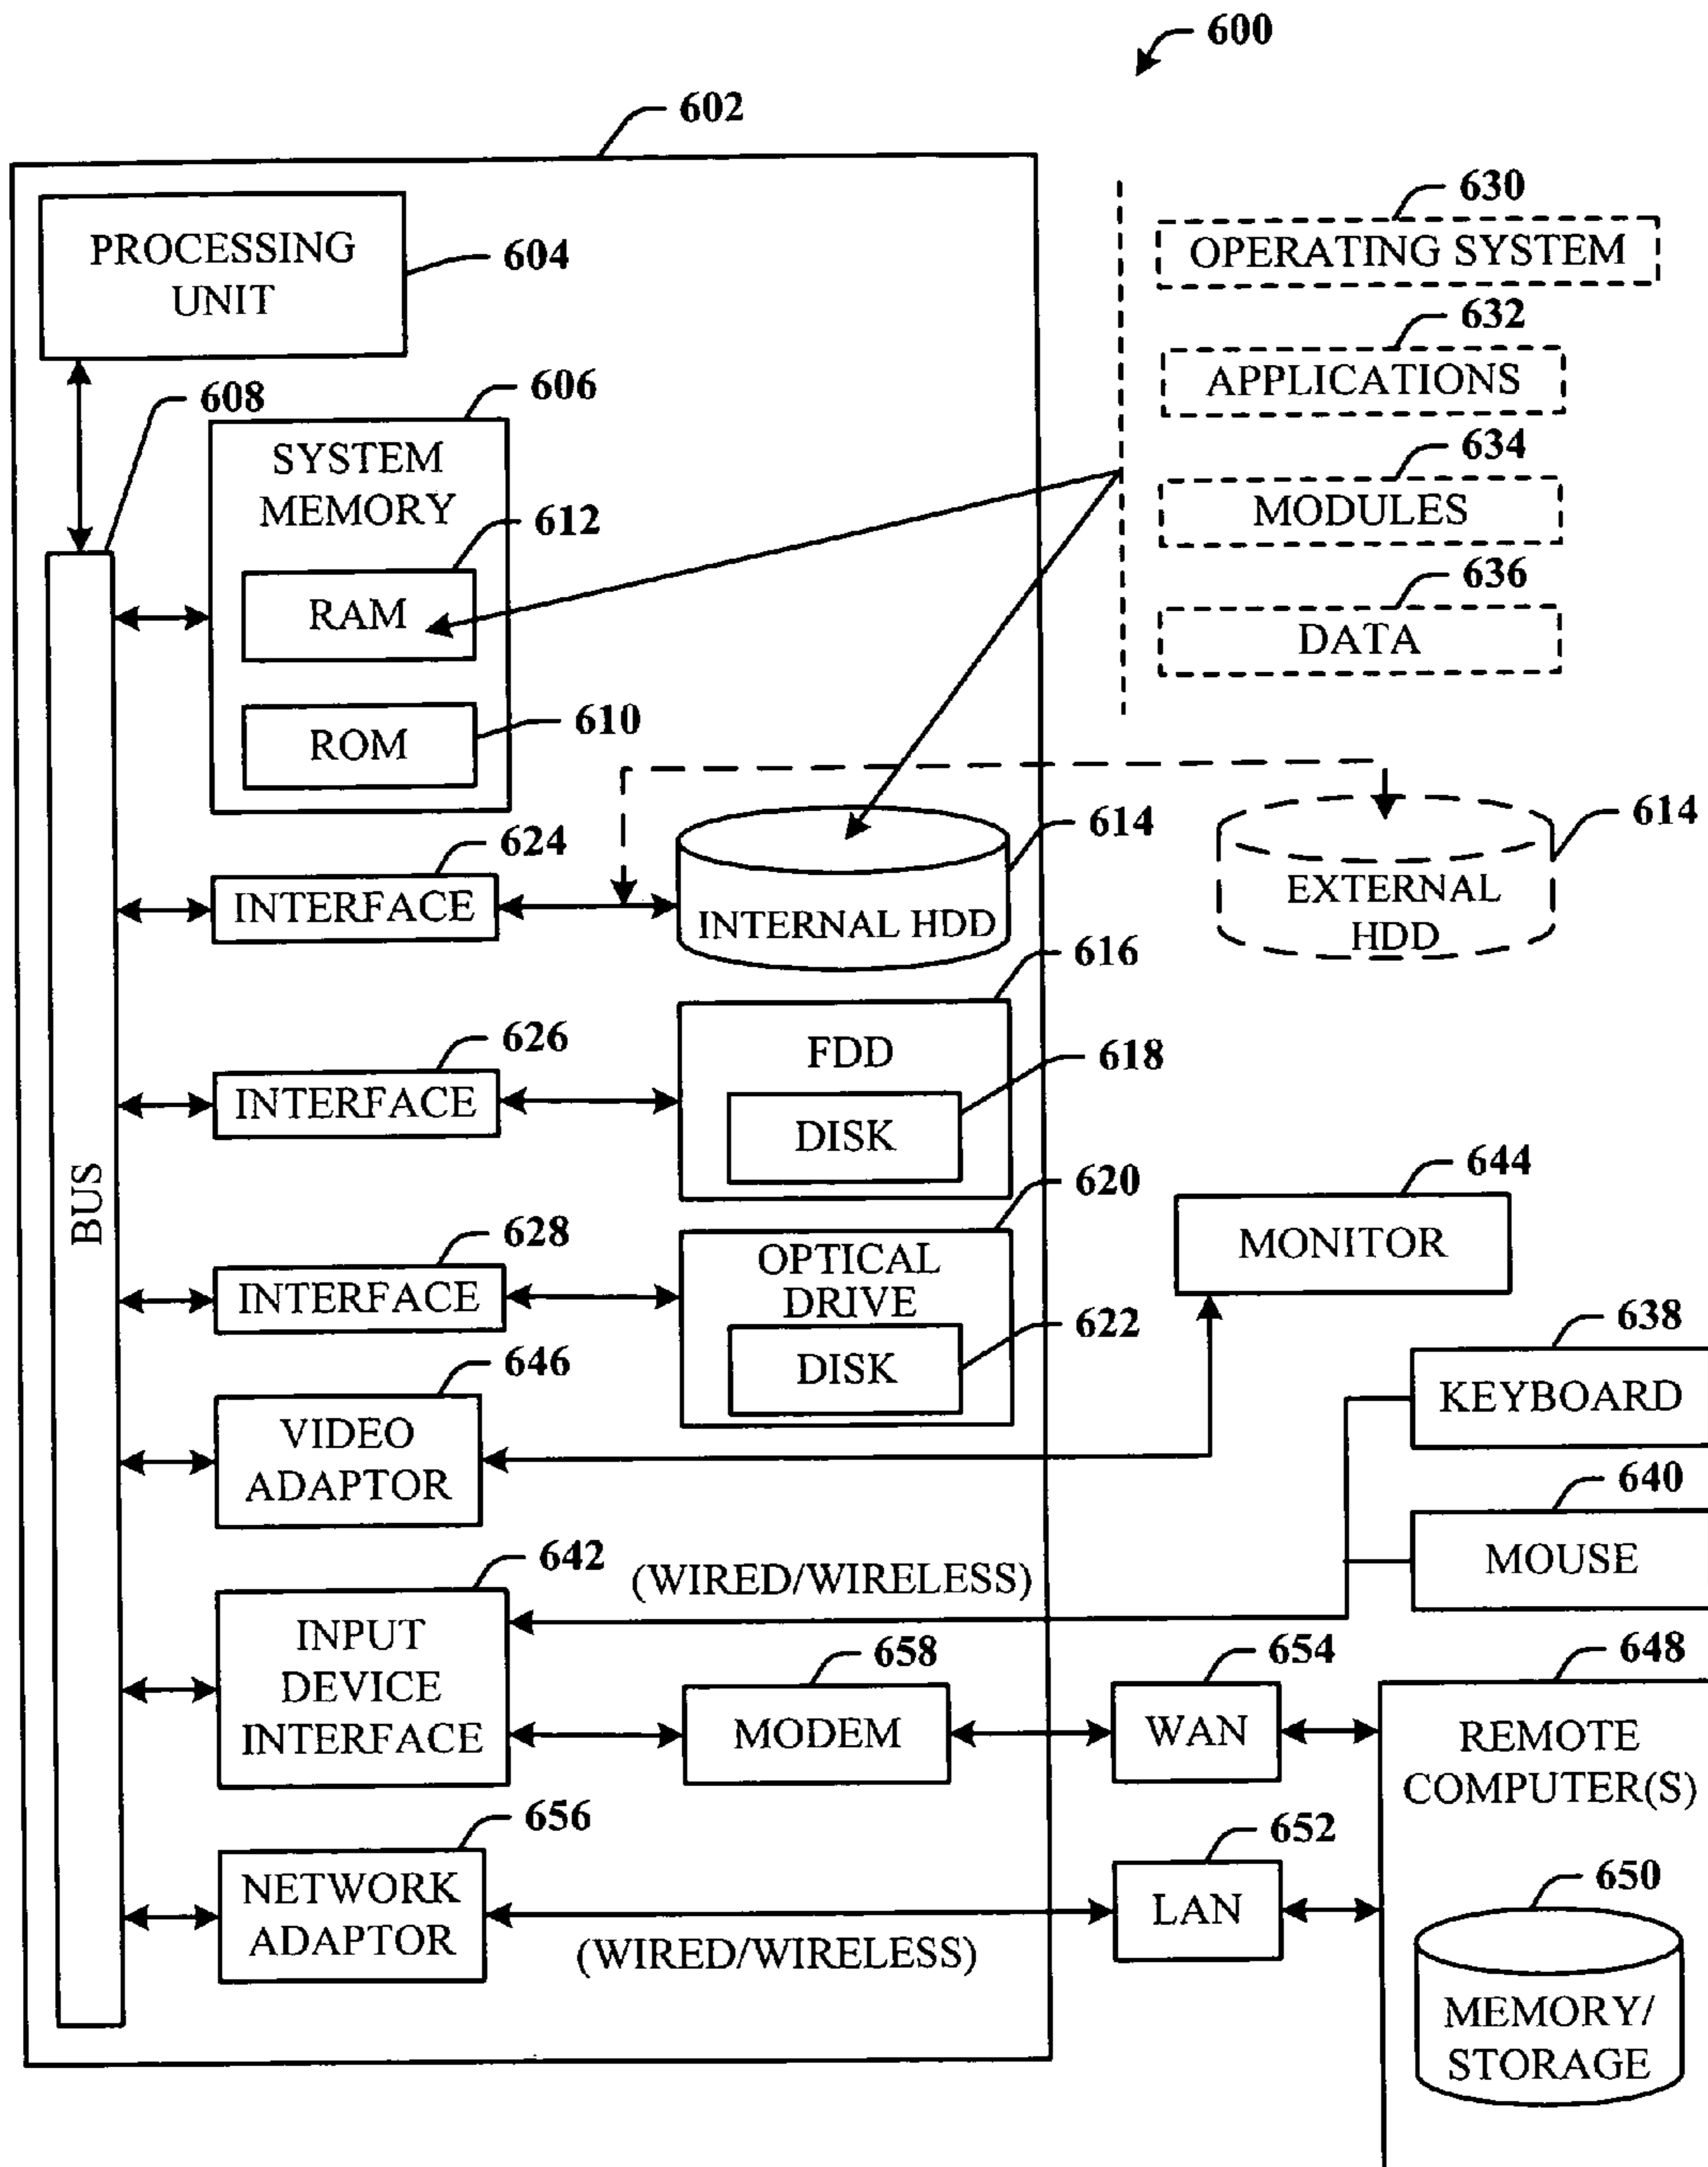 600
602
630
OPERATING SYSTEM
PROCESSING
UNIT
604
632
APPLICATIONS
608
606
SYSTEM
MEMORY
634
MODULES
612
RAM
636
DATA
610
ROM
624
INTERFACE
614
INTERNAL HDD
614
EXTERNAL
HDD
616
FDD
626
INTERFACE
618
DISK
BUS
620
OPTICAL
DRIVE
644
MONITOR
628
INTERFACE
622
DISK
638
KEYBOARD
646
VIDEO
ADAPTOR
640
MOUSE
642
(WIRED/WIRELESS)
INPUT
DEVICE
INTERFACE
658
MODEM
654
WAN
648
REMOTE
COMPUTER(S)
656
NETWORK
ADAPTOR
(WIRED/WIRELESS)
652
LAN
650
MEMORY/
STORAGE